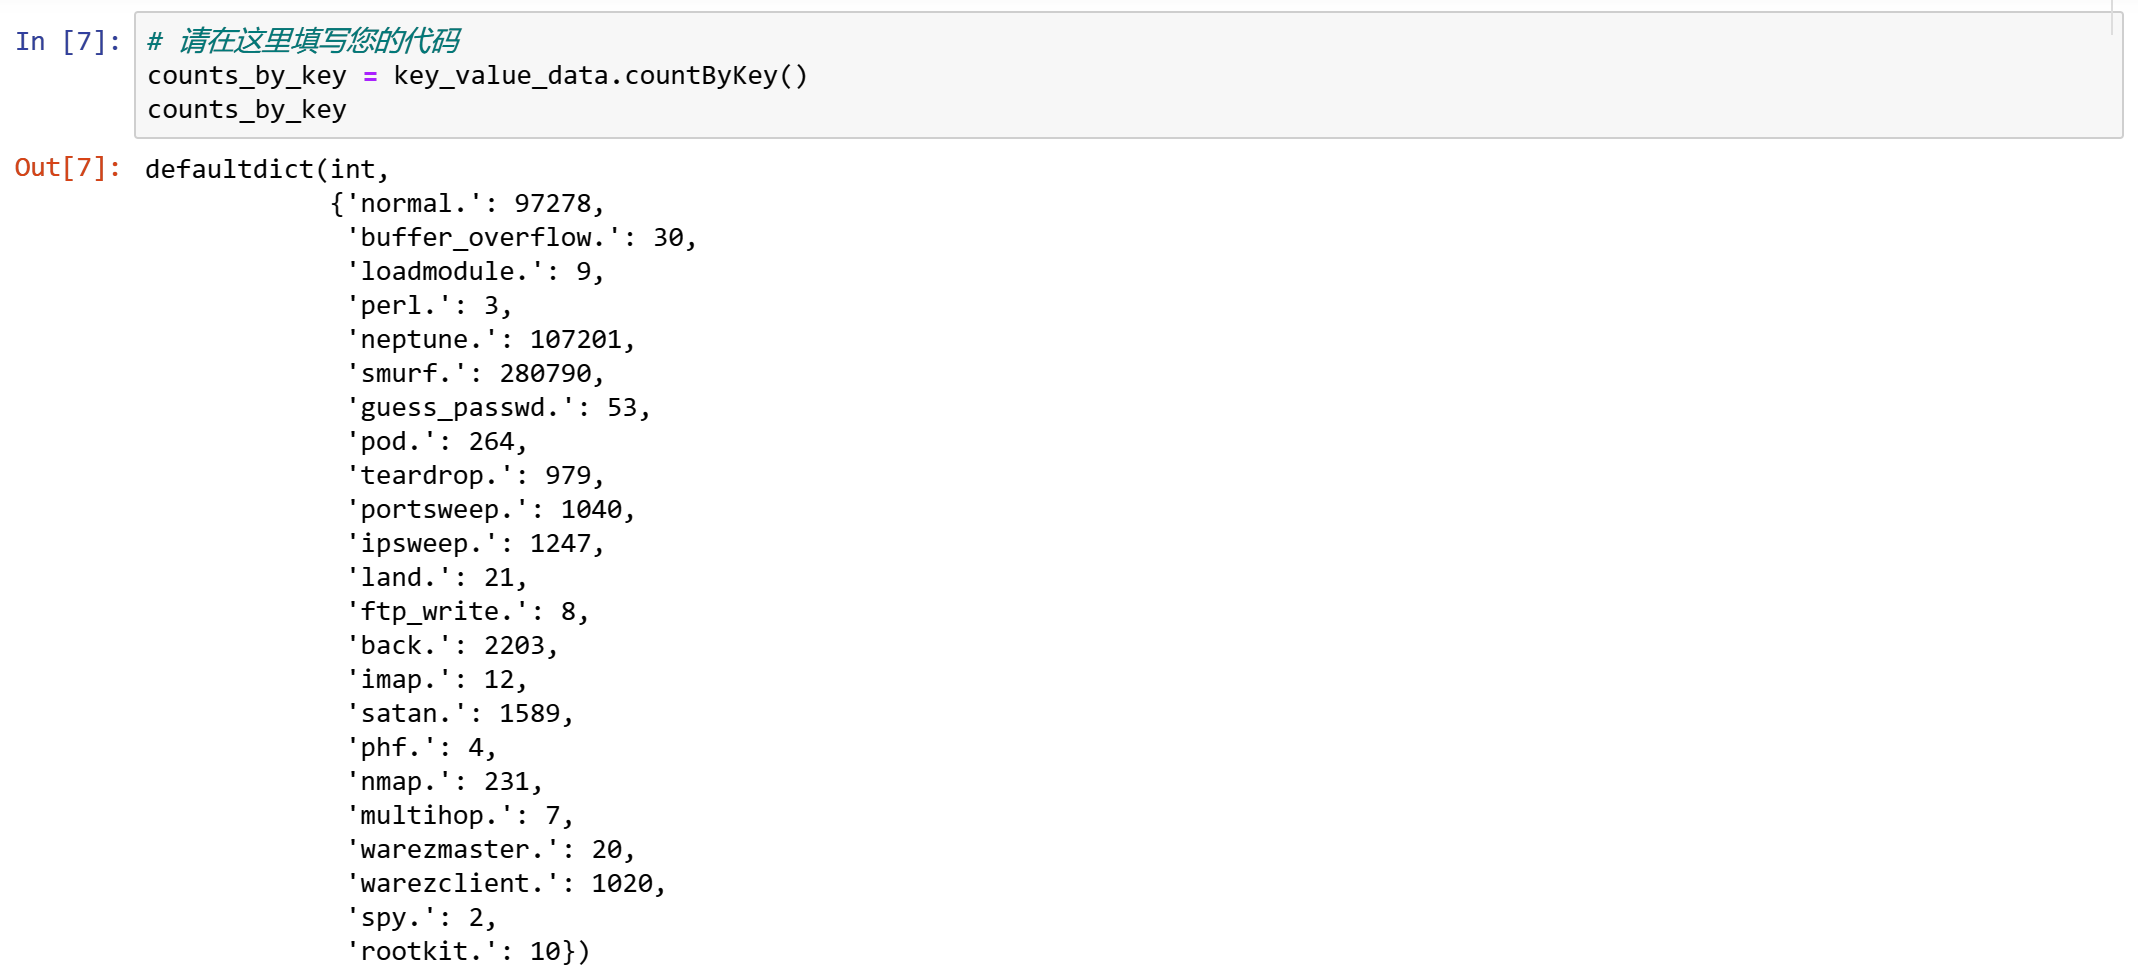 In [7]: # 请在这里填写您的代码
counts_by_key = key_value_data.countByKey()
counts_by_key
Out[7]: defaultdict(int,
{'normal.': 97278,
'buffer_overflow.': 30,
'loadmodule.': 9,
'perl.': 3,
'neptune.': 107201,
'smurf.': 280790,
'guess_passwd.': 53,
'pod.': 264,
'teardrop.': 979,
'portsweep.': 1040,
'ipsweep.': 1247,
'land.': 21,
'ftp_write.': 8,
'back.': 2203,
'imap.': 12,
'satan.': 1589,
'phf.': 4,
'nmap.': 231,
'multihop.': 7,
'warezmaster.': 20,
'warezclient.': 1020,
'spy.': 2,
'rootkit.': 10})